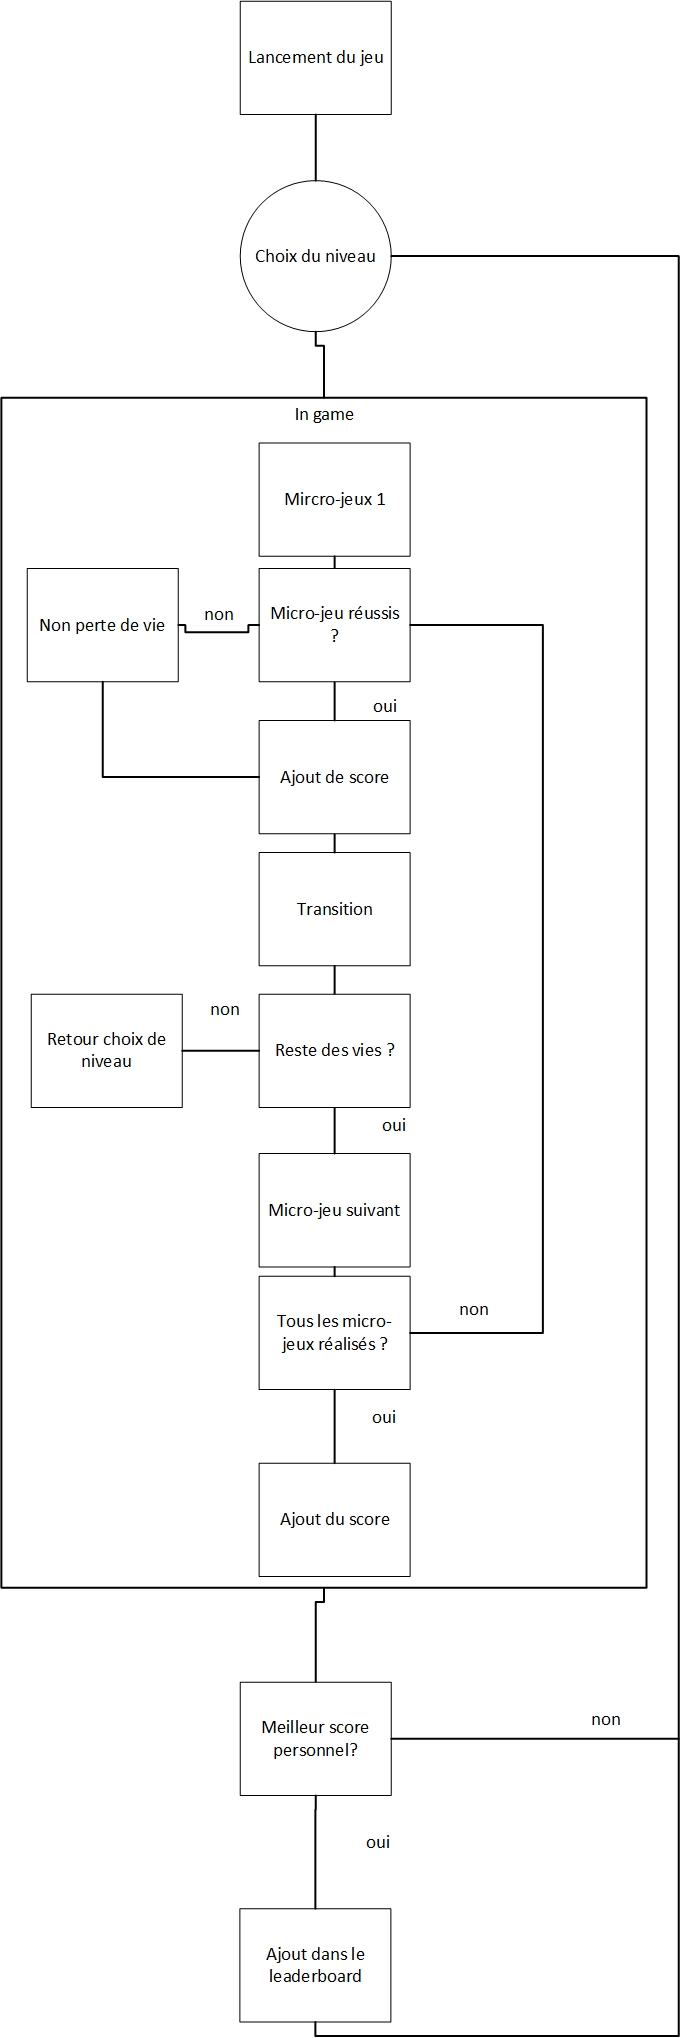 Lancement du jeu
Choix du niveau
In game
Mircro-jeux 1
Non perte de vie
non
Micro-jeu réussis
?
oui
Ajout de score
Transition
Retour choix de
niveau
non
Reste des vies ?
oui
Micro-jeu suivant
Tous les micro-
jeux réalisés ?
non
oui
Ajout du score
Meilleur score
personnel?
non
oui
Ajout dans le
leaderboard